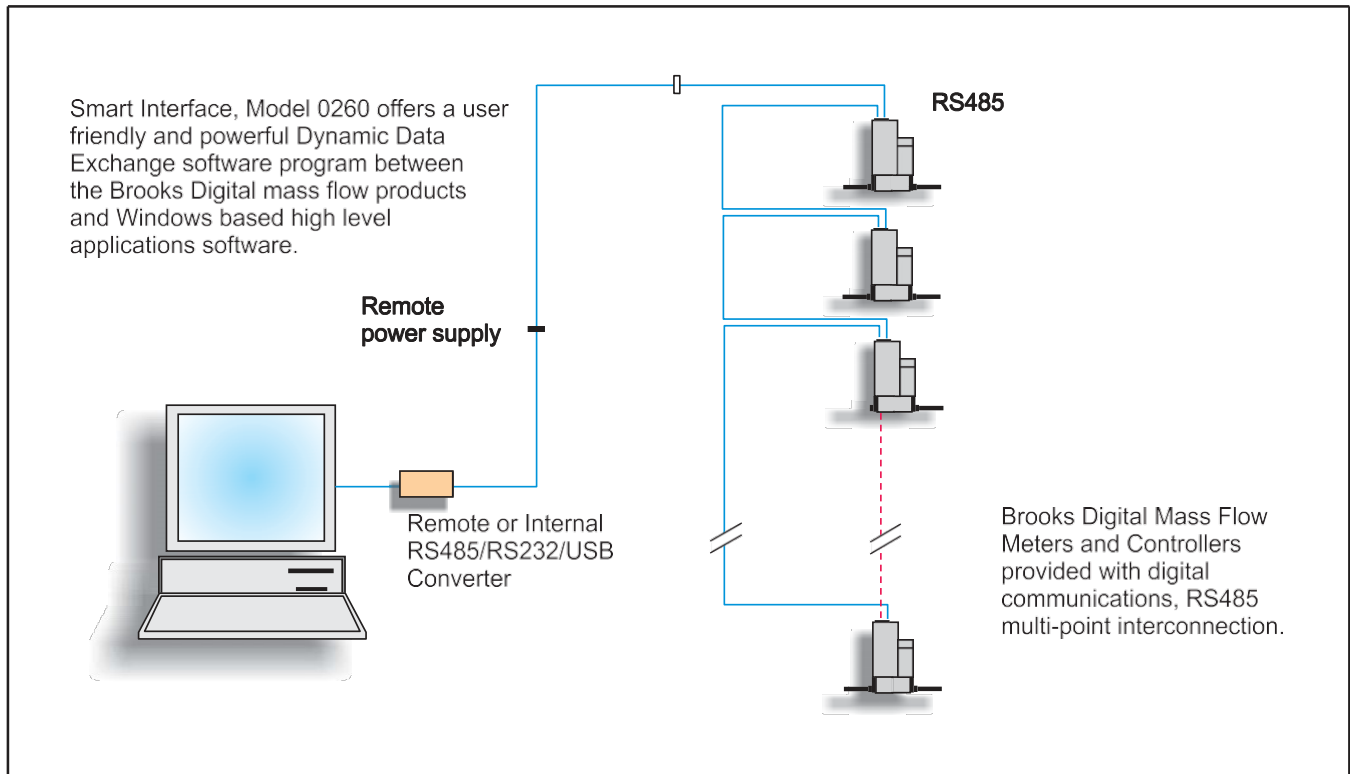 Smart Interface, Model 0260 offers a user
friendly and powerful Dynamic Data
Exchange software program between
the Brooks Digital mass flow products
and Windows based high level
applications software.
RS485
Remote
power supply
Remote or Internal
RS485/RS232/USB
Converter
Brooks Digital Mass Flow
Meters and Controllers
provided with digital
communications, RS485
multi-point interconnection.